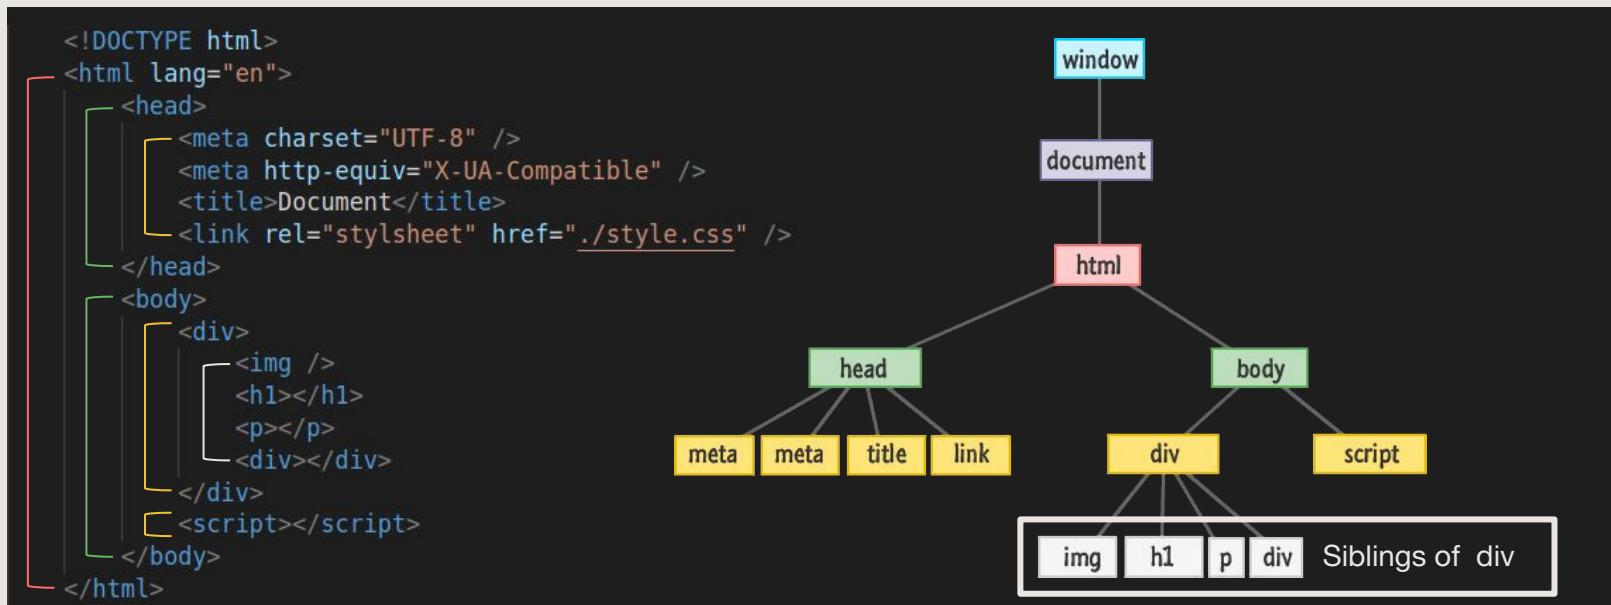 <!DOCTYPE html>
<html lang="en">
<head>
<meta charset="UTF-8" />
<meta http-equiv="X-UA-Compatible" />
<title>Document</title>
<link rel="stylsheet" href="./style.css" />
</head>
<body>
<div>
<img />
<h1></h1>
<p></p>
<div></div>
</div>
<script></script>
</body>
</html>
window
document
html
head body
meta meta title link div script
img h1 p div Siblings of div